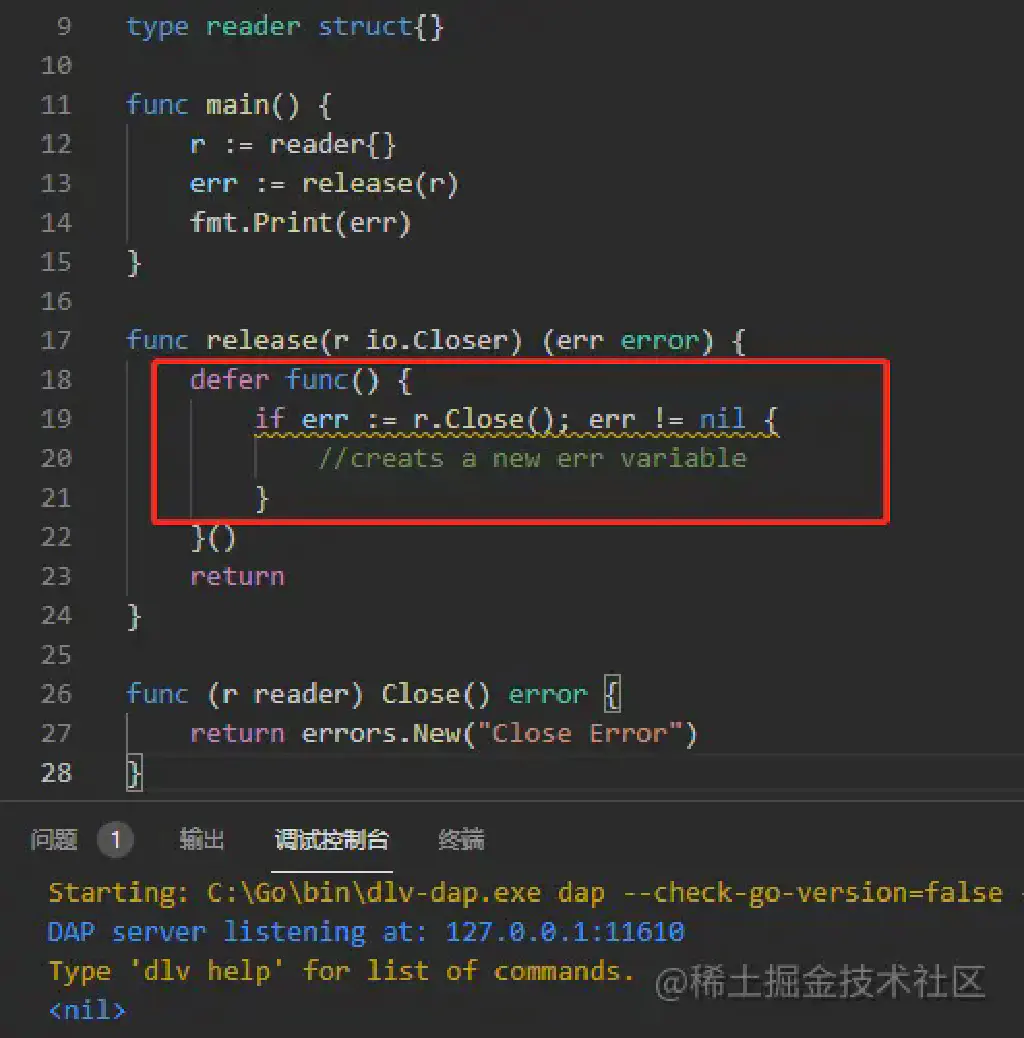 9 type reader struct{}
10
11 func main() {
12 r := reader{}
13 err := release(r)
14 fmt.Print(err)
15 }
16
17 func release(r io.Closer) (err error) {
18 defer func() {
19 if err := r.Close(); err != nil {
20 //creats a new err variable
21 }
22 }()
23 return
24 }
25
26 func (r reader) Close() error {
27 return errors.New("Close Error")
28 }
问题 1 输出 调试控制台 终端
Starting: C:\Go\bin\dlv-dap.exe dap --check-go-version=false
DAP server listening at: 127.0.0.1:11610
Type 'dlv help' for list of commands.
@稀土掘金技术社区
<nil>